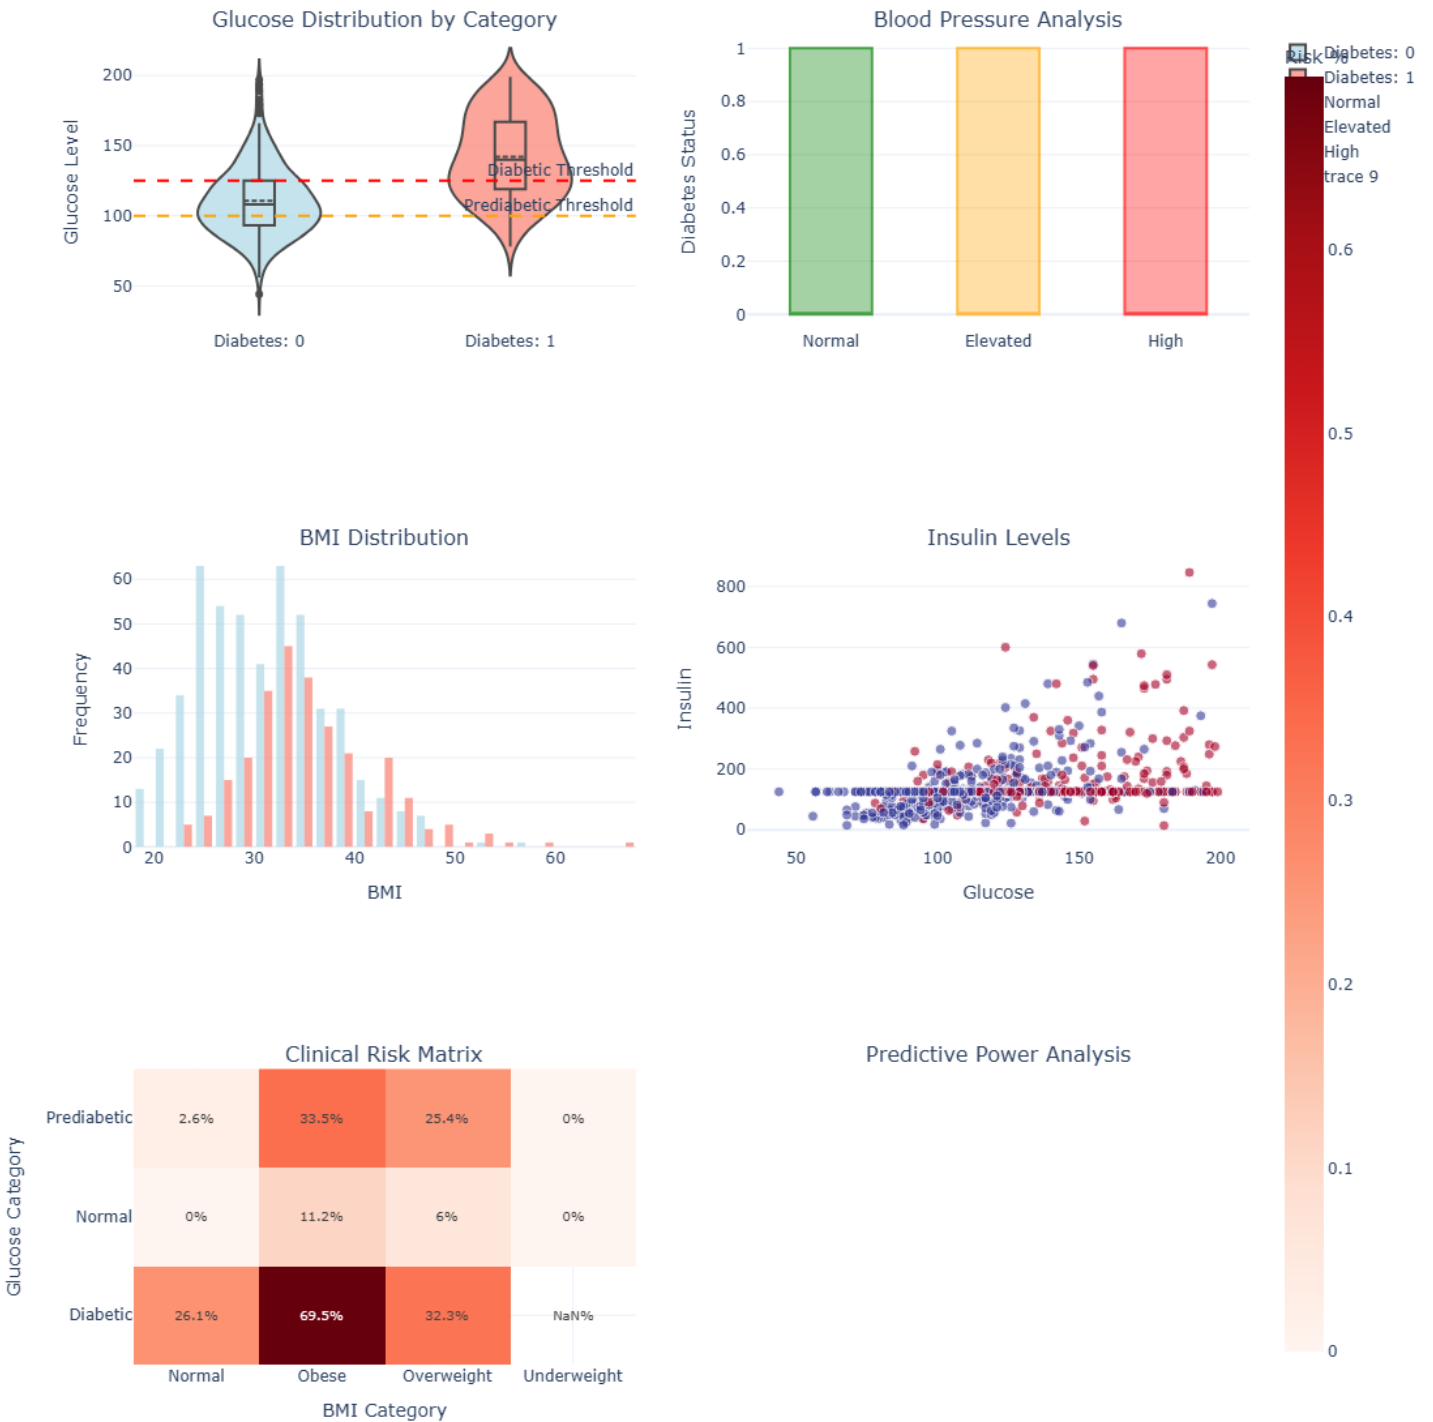 Glucose Distribution by Category
Glucose Level
200
150
100
50
Diabetic Threshold
Prediabetic Threshold
Diabetes: 0
Diabetes: 1
Blood Pressure Analysis
Diabetes Status
1
0.8
0.6
0.4
0.2
0
Normal
Elevated
High
Risk %
Diabetes: 0
Diabetes: 1
Normal
Elevated
High
trace 9
0.6
0.5
0.4
0.3
0.2
0.1
0
BMI Distribution
Frequency
60
50
40
30
20
10
0
20
30
40
50
60
BMI
Insulin Levels
Insulin
800
600
400
200
0
50
100
150
200
Glucose
Clinical Risk Matrix
Glucose Category
Prediabetic
2.6%
33.5%
25.4%
0%
Normal
0%
11.2%
6%
0%
Diabetic
26.1%
69.5%
32.3%
NaN%
Normal
Obese
Overweight
Underweight
BMI Category
Predictive Power Analysis